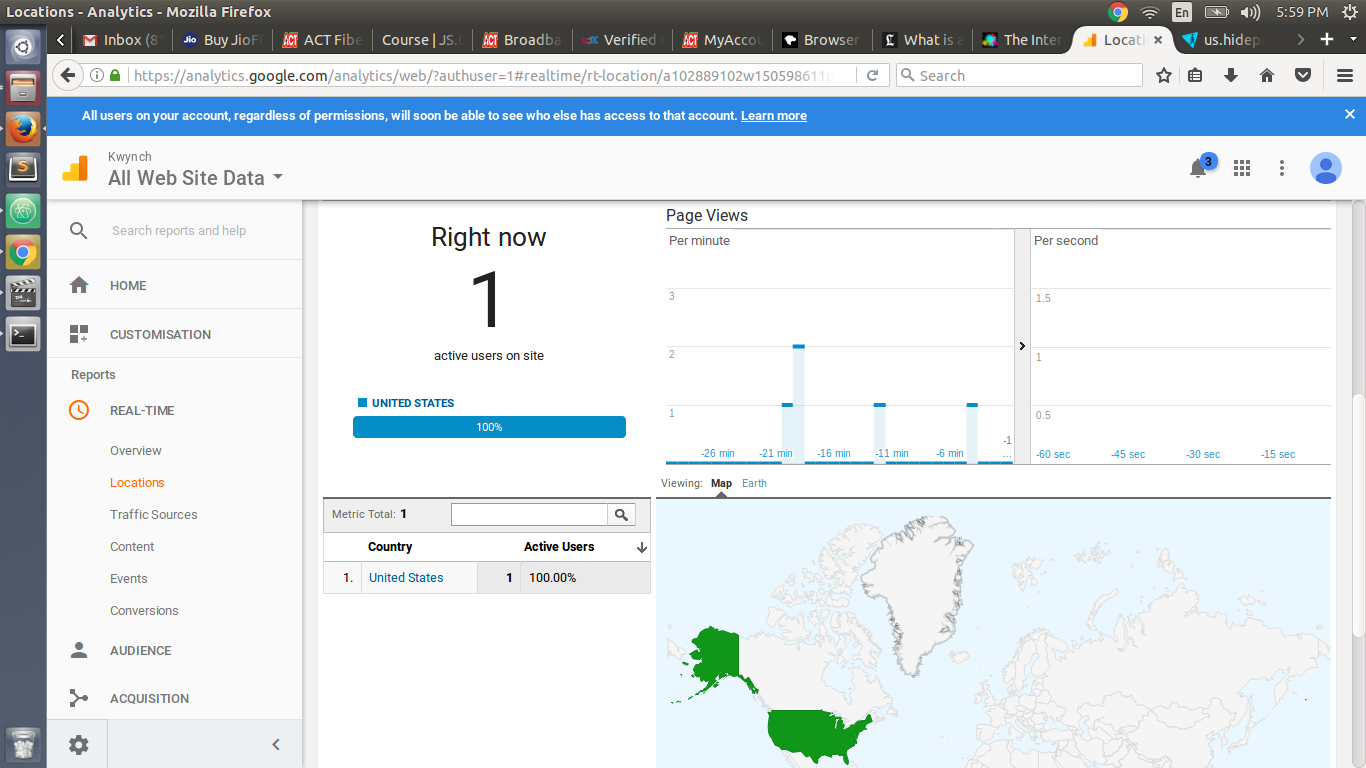 Locations - Analytics - Mozilla Firefox
En
5:59 PM
Inbox (8
Buy JioFi
ACT Fibe
Course | JS.
Broadba
Verified
MyAccou
Browser
What is a
The Inter
Locati
us.hidep
https://analytics.google.com/analytics/web/?authuser=1#realtime/rt-location/a102889102w150598611p
Search
All users on your account, regardless of permissions, will soon be able to see who else has access to that account. Learn more
Kwynch
All Web Site Data
3
Search reports and help
HOME
CUSTOMISATION
Reports
REAL-TIME
Overview
Locations
Traffic Sources
Content
Events
Conversions
AUDIENCE
ACQUISITION
Right now
1
active users on site
UNITED STATES
100%
Page Views
Per minute
3
2
1
-26 min
-21 min
-16 min
-11 min
-6 min
-1
...
Per second
1.5
1
0.5
-60 sec
-45 sec
-30 sec
-15 sec
Viewing: Map Earth
Metric Total: 1
Country Active Users
1. United States 1 100.00%